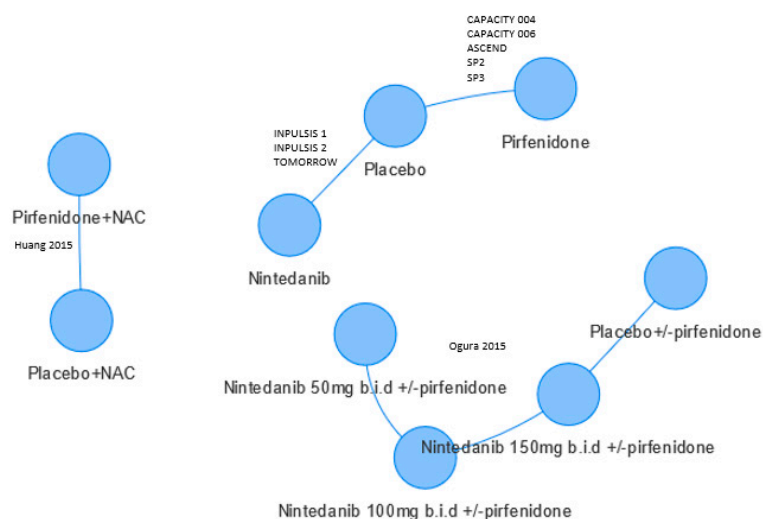 CAPACITY 004
CAPACITY 006
ASCEND
SP2
SP3
INPULSIS 1
INPULSIS 2
TOMORROW
Placebo
Pirfenidone
Nintedanib
Pirfenidone+NAC
Huang 2015
Placebo+NAC
Placebo+/-pirfenidone
Ogura 2015
Nintedanib 50mg b.i.d +/-pirfenidone
Nintedanib 150mg b.i.d +/-pirfenidone
Nintedanib 100mg b.i.d +/-pirfenidone